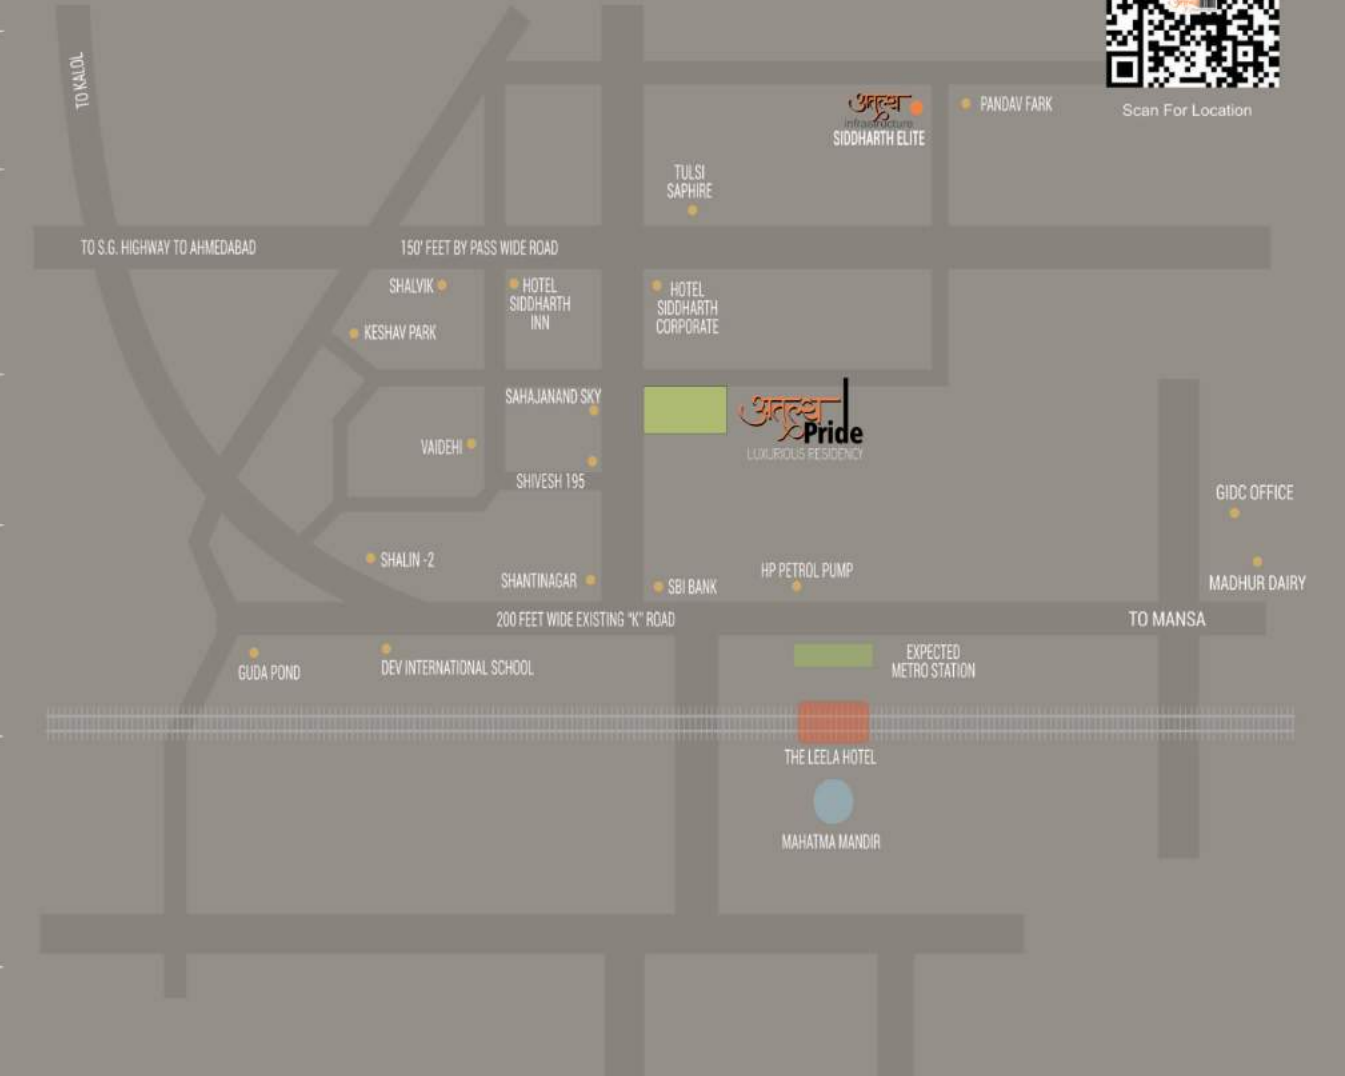 TO KALOL
अतुल्य
infrastructure
SIDDHARTH ELITE
PANDAV FARK
Scan For Location
TULSI
SAPHIRE
TO S.G. HIGHWAY TO AHMEDABAD
150' FEET BY PASS WIDE ROAD
SHALVIK
HOTEL
SIDDHARTH
INN
HOTEL
SIDDHARTH
CORPORATE
KESHAV PARK
SAHAJANAND SKY
अतुल्य
Pride
LUXURIOUS RESIDENCY
VAIDEHI
SHIVESH 195
GIDC OFFICE
SHALIN -2
SHANTINAGAR
SBI BANK
HP PETROL PUMP
MADHUR DAIRY
200 FEET WIDE EXISTING "K" ROAD
TO MANSA
GUDA POND
DEV INTERNATIONAL SCHOOL
EXPECTED
METRO STATION
THE LEELA HOTEL
MAHATMA MANDIR